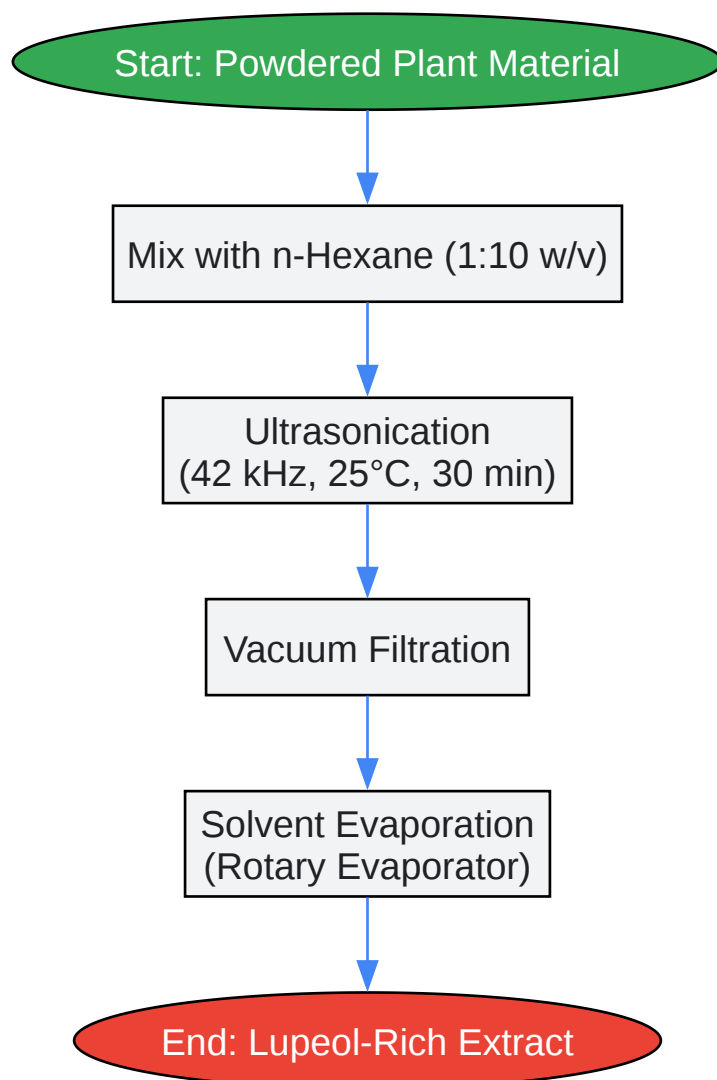 Start: Powdered Plant Material
Mix with n-Hexane (1:10 w/v)
Ultrasonication
(42 kHz, 25°C, 30 min)
Vacuum Filtration
Solvent Evaporation
(Rotary Evaporator)
End: Lupeol-Rich Extract